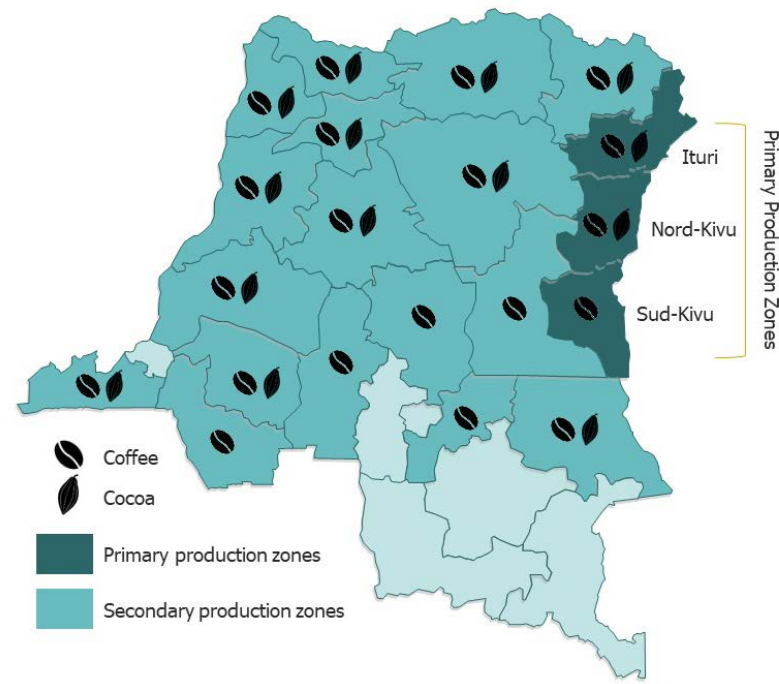 Ituri
Nord-Kivu
Sud-Kivu
Primary Production Zones
Coffee
Cocoa
Primary production zones
Secondary production zones